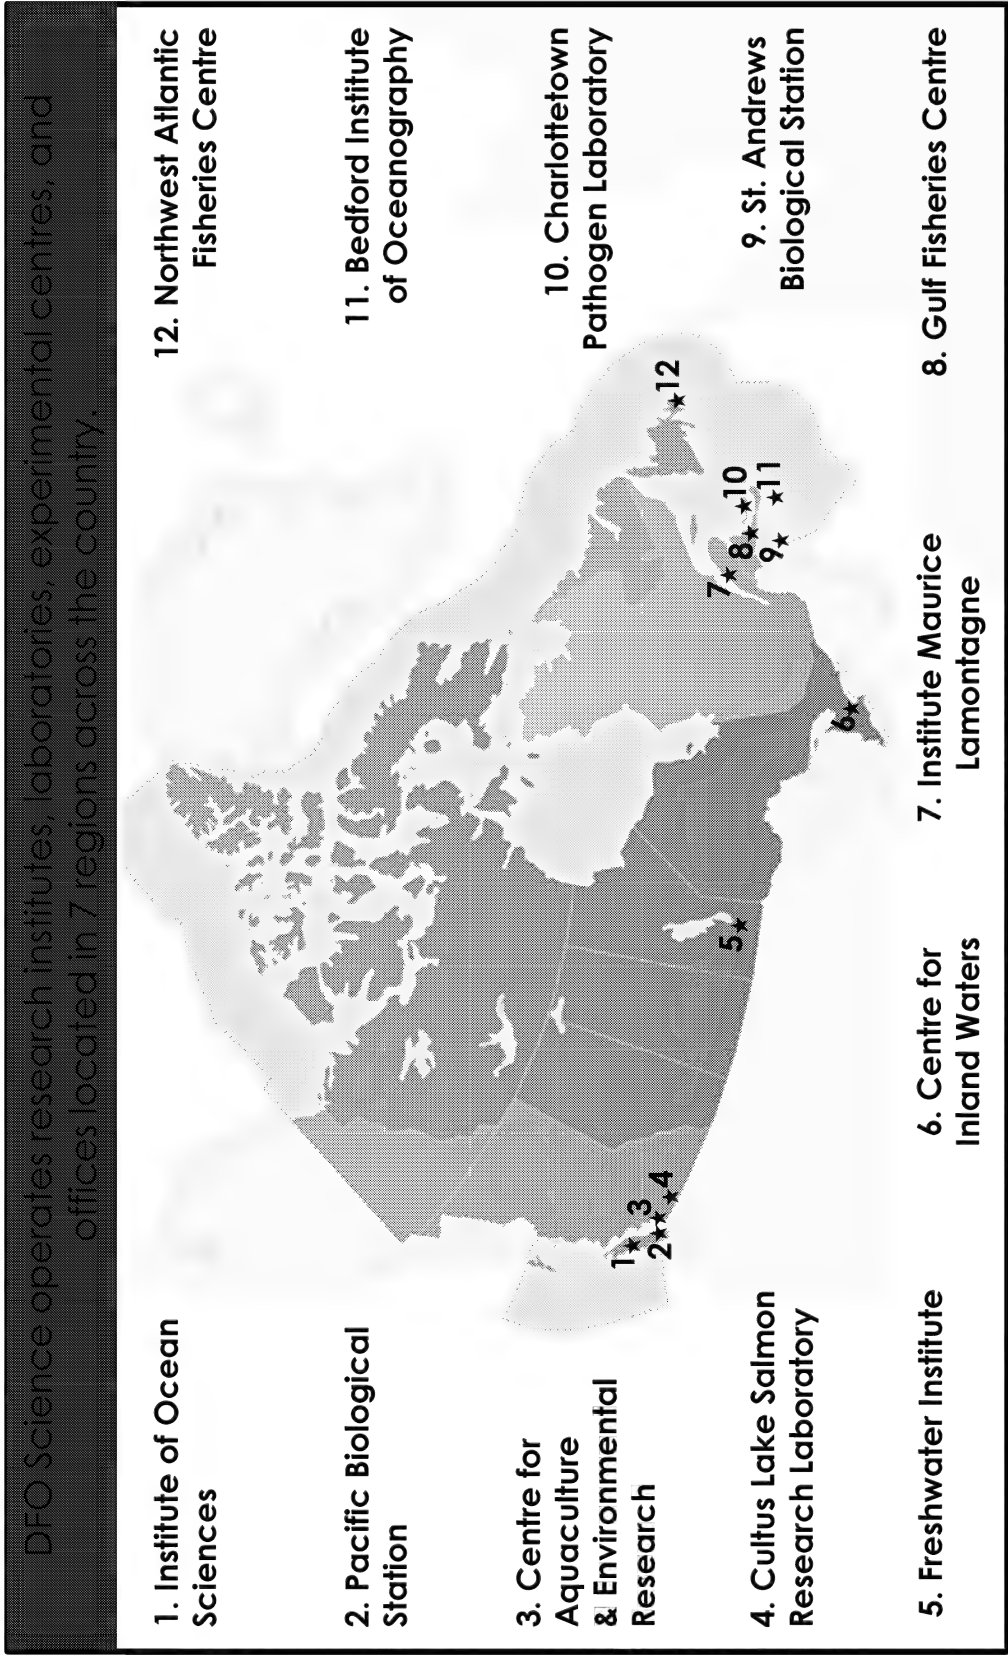 DFO Science operates research institutes, laboratories, experimental centres, and
offices located in 7 regions across the country.
1. Institute of Ocean
Sciences
2. Pacific Biological
Station
3. Centre for
Aquaculture
& Environmental
Research
4. Cultus Lake Salmon
Research Laboratory
5. Freshwater Institute
6. Centre for
Inland Waters
7. Institute Maurice
Lamontagne
8. Gulf Fisheries Centre
9. St. Andrews
Biological Station
10. Charlottetown
Pathogen Laboratory
11. Bedford Institute
of Oceanography
12. Northwest Atlantic
Fisheries Centre
1
2
3
4
5
6
7
8
9
10
11
12